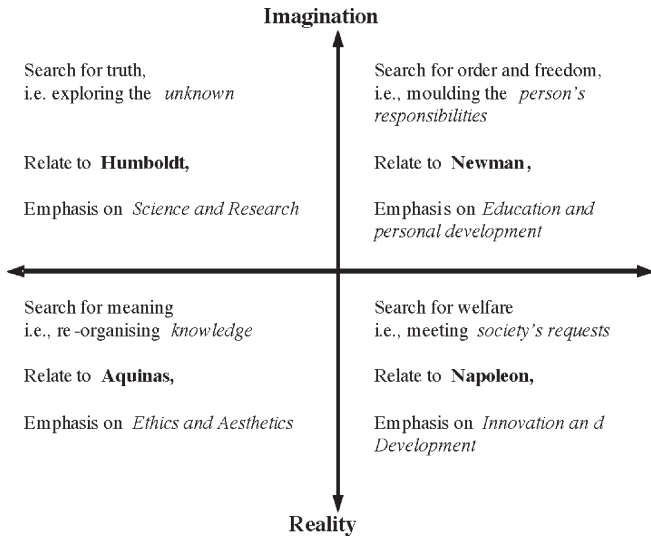 Imagination
Search for truth,
i.e. exploring the unknown
Relate to Humboldt,
Emphasis on Science and Research
Search for order and freedom,
i.e., moulding the person's
responsibilities
Relate to Newman,
Emphasis on Education and
personal development
Search for meaning
i.e., re-organising knowledge
Relate to Aquinas,
Emphasis on Ethics and Aesthetics
Search for welfare
i.e., meeting society's requests
Relate to Napoleon,
Emphasis on Innovation an d
Development
Reality